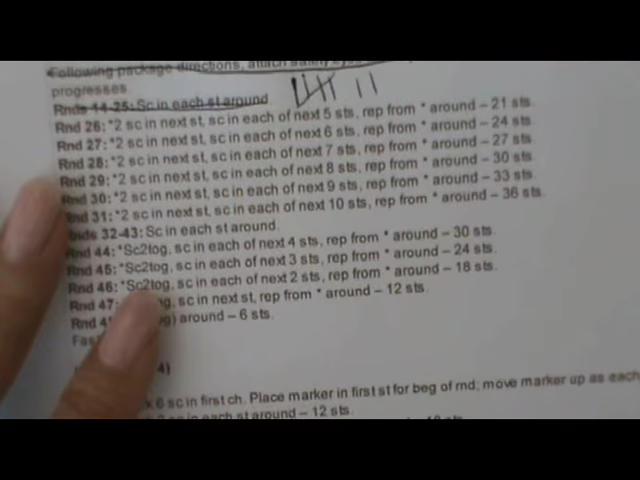 *Following package directions, attach safety eyes
progresses.
Rnds 14-25: Sc in each st around
Rnd 26: *2 sc in next st, sc in each of next 5 sts, rep from * around – 21 sts.
Rnd 27: *2 sc in next st, sc in each of next 6 sts, rep from * around – 24 sts.
Rnd 28: *2 sc in next st, sc in each of next 7 sts, rep from * around – 27 sts.
Rnd 29: *2 sc in next st, sc in each of next 8 sts, rep from * around – 30 sts.
Rnd 30: *2 sc in next st, sc in each of next 9 sts, rep from * around – 33 sts.
Rnd 31: *2 sc in next st, sc in each of next 10 sts, rep from * around – 36 sts.
nds 32-43: Sc in each st around.
Rnd 44: *Sc2tog, sc in each of next 4 sts, rep from * around – 30 sts.
Rnd 45: *Sc2tog, sc in each of next 3 sts, rep from * around – 24 sts.
Rnd 46: *Sc2tog, sc in each of next 2 sts, rep from * around – 18 sts.
Rnd 47: og, sc in next st, rep from * around – 12 sts.
Rnd 4 og) around – 6 sts.
Fas
4)
6 sc in first ch. Place marker in first st for beg of rnd; move marker up as each
sc in each st around – 12 sts.